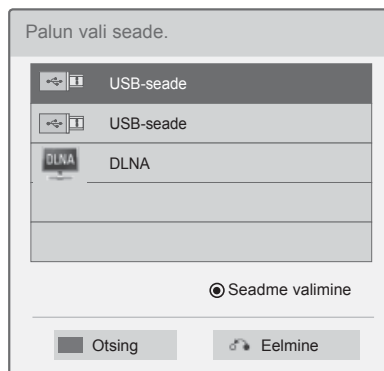 Palun vali seade.
USB-seade
USB-seade
DLNA DLNA
Seadme valimine
Otsing Eelmine